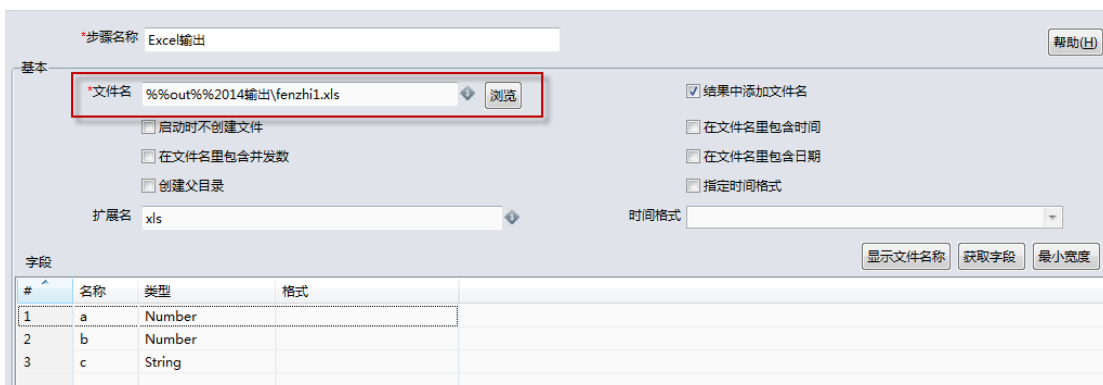 *步骤名称 Excel输出 帮助(H)
基本
*文件名 %%out%%2014输出\fenzhi1.xls 浏览 结果中添加文件名
启动时不创建文件 在文件名里包含时间
在文件名里包含并发数 在文件名里包含日期
创建父目录 指定时间格式
扩展名 xls 时间格式
显示文件名称 获取字段 最小宽度
字段
# 名称 类型 格式
1 a Number
2 b Number
3 c String